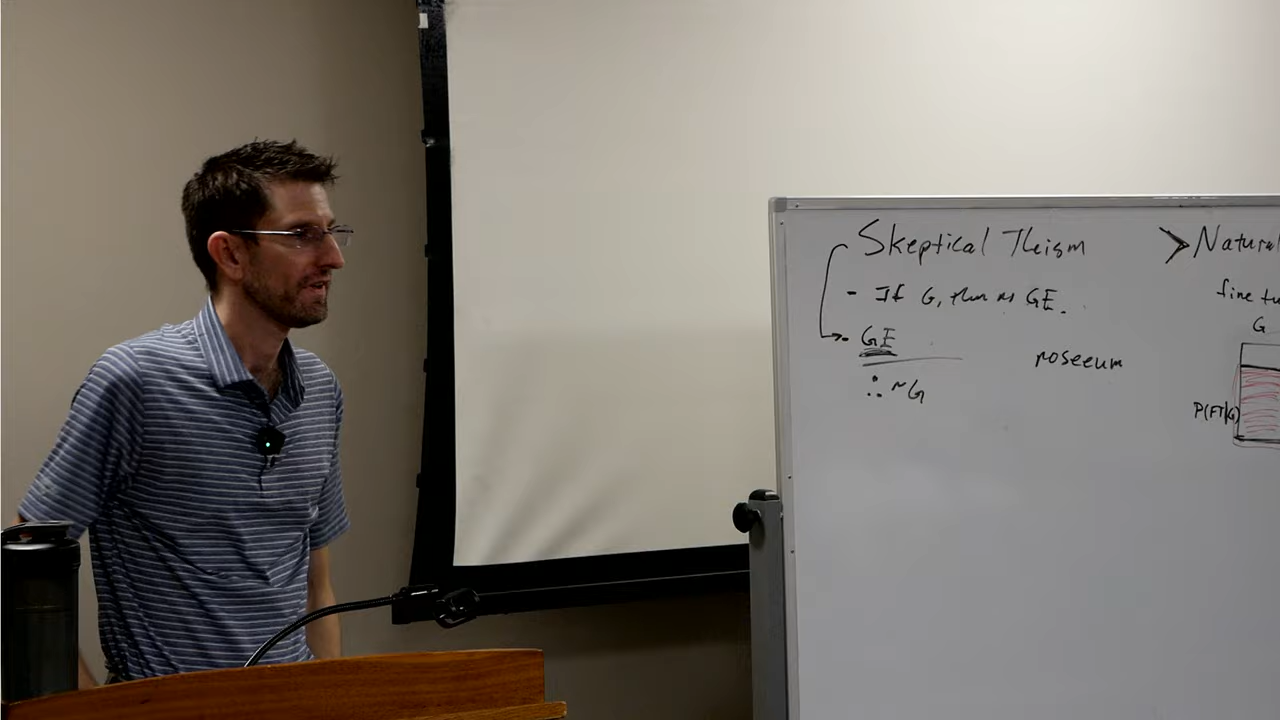 Skeptical Theism
- If G, then no GE.
- GE
∴ ~G
noseeum
> Natural
fine tu
G
P(FT|G)